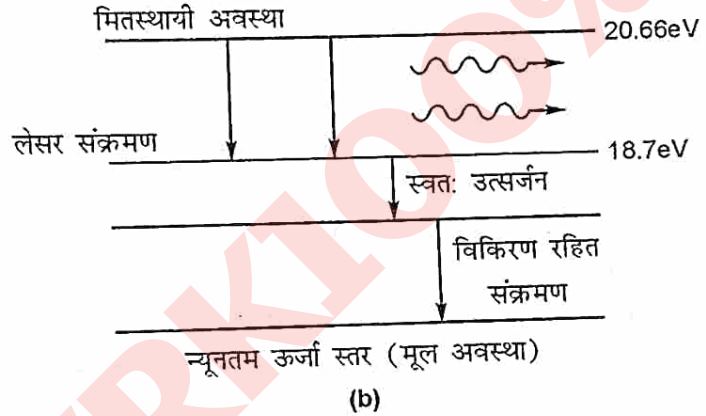 मितस्थायी अवस्था
20.66eV
लेसर संक्रमण
18.7eV
स्वतः उत्सर्जन
विकिरण रहित
संक्रमण
न्यूनतम ऊर्जा स्तर (मूल अवस्था)
(b)